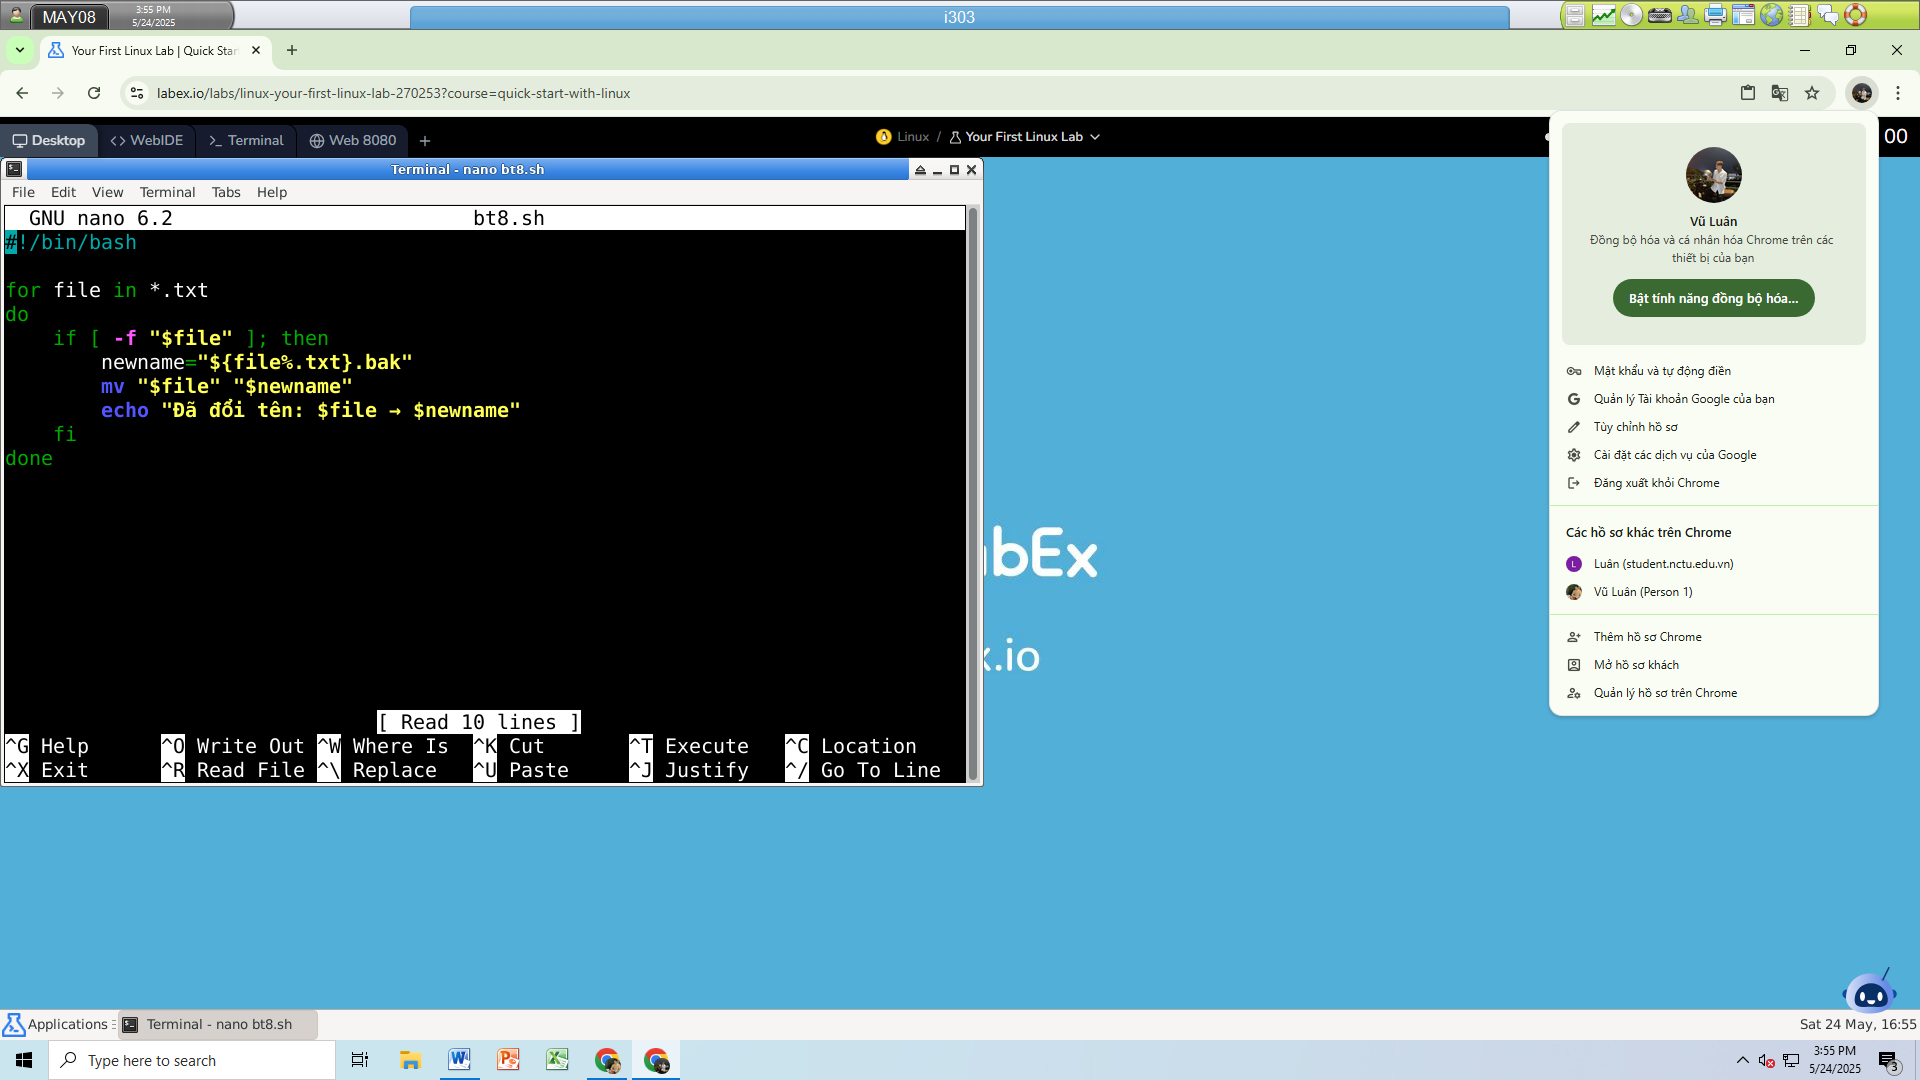 MAY08
3:55 PM
5/24/2025
i303
Your First Linux Lab | Quick Star
labex.io/labs/linux-your-first-linux-lab-270253?course=quick-start-with-linux
Desktop
WebIDE
Terminal
Web 8080
Linux / Your First Linux Lab
00
Terminal - nano bt8.sh
File Edit View Terminal Tabs Help
GNU nano 6.2 bt8.sh
#!/bin/bash
for file in *.txt
do
if [ -f "$file" ]; then
newname="${file%.txt}.bak"
mv "$file" "$newname"
echo "Đã đổi tên: $file → $newname"
fi
done
[ Read 10 lines ]
^G Help ^O Write Out ^W Where Is ^K Cut ^T Execute ^C Location
^X Exit ^R Read File ^\ Replace ^U Paste ^J Justify ^/ Go To Line
abEx
x.io
Vũ Luân
Đồng bộ hóa và cá nhân hóa Chrome trên các
thiết bị của bạn
Bật tính năng đồng bộ hóa...
Mật khẩu và tự động điền
Quản lý Tài khoản Google của bạn
Tùy chỉnh hồ sơ
Cài đặt các dịch vụ của Google
Đăng xuất khỏi Chrome
Các hồ sơ khác trên Chrome
L Luân (student.nctu.edu.vn)
Vũ Luân (Person 1)
Thêm hồ sơ Chrome
Mở hồ sơ khách
Quản lý hồ sơ trên Chrome
Applications
Terminal - nano bt8.sh
Sat 24 May, 16:55
Type here to search
3:55 PM
5/24/2025
3